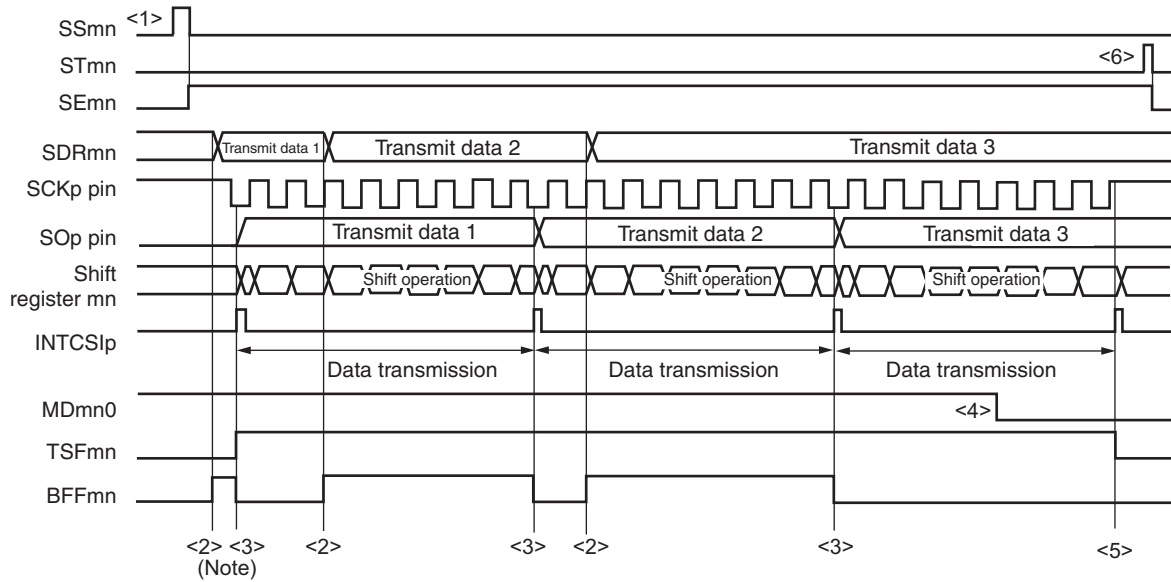 SSmn <1>
STmn <6>
SEmn
SDRmn Transmit data 1 Transmit data 2 Transmit data 3
SCKp pin
SOp pin Transmit data 1 Transmit data 2 Transmit data 3
Shift
register mn Shift operation Shift operation Shift operation
INTCSIp
Data transmission Data transmission Data transmission
MDmn0 <4>
TSFmn
BFFmn
<2> <3> <2> <3> <2> <3> <5>
(Note)